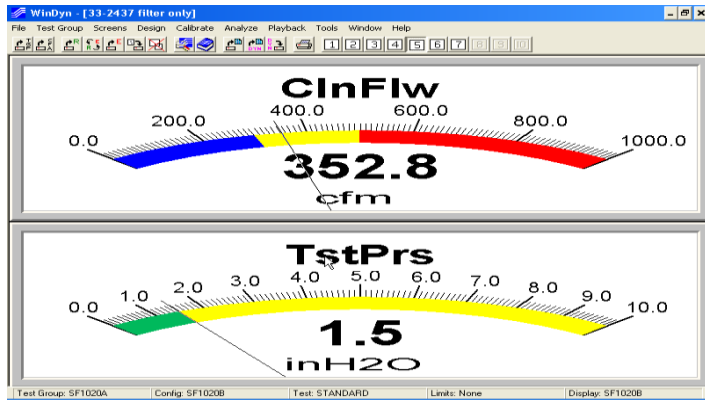 WinDyn - [33-2437 filter only]
File Test Group Screens Design Calibrate Analyze Playback Tools Window Help
1 2 3 4 5 6 7 8 9 10
ClnFlw
0.0 200.0 400.0 600.0 800.0 1000.0
352.8
cfm
TstPrs
0.0 1.0 2.0 3.0 4.0 5.0 6.0 7.0 8.0 9.0 10.0
1.5
inH2O
Test Group: SF1020A Config: SF1020B Test: STANDARD Limits: None Display: SF1020B